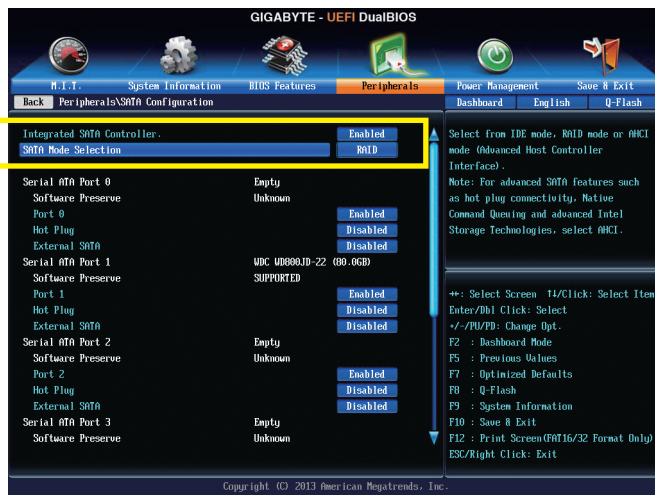 GIGABYTE - UEFI DualBIOS
M.I.T. System Information BIOS Features Peripherals Power Management Save & Exit
Back Peripherals\SATA Configuration Dashboard English Q-Flash
Integrated SATA Controller. Enabled
SATA Mode Selection RAID
Serial ATA Port 0 Empty
Software Preserve Unknown
Port 0 Enabled
Hot Plug Disabled
External SATA Disabled
Serial ATA Port 1 WDC WD800JD-22 (80.0GB)
Software Preserve SUPPORTED
Port 1 Enabled
Hot Plug Disabled
External SATA Disabled
Serial ATA Port 2 Empty
Software Preserve Unknown
Port 2 Enabled
Hot Plug Disabled
External SATA Disabled
Serial ATA Port 3 Empty
Software Preserve Unknown
Select from IDE mode, RAID mode or AHCI
mode (Advanced Host Controller
Interface).
Note: For advanced SATA features such
as hot plug connectivity, Native
Command Queuing and advanced Intel
Storage Technologies, select AHCI.
↔: Select Screen ↑↓/Click: Select Item
Enter/Dbl Click: Select
+/-/PU/PD: Change Opt.
F2 : Dashboard Mode
F5 : Previous Values
F7 : Optimized Defaults
F8 : Q-Flash
F9 : System Information
F10 : Save & Exit
F12 : Print Screen(FAT16/32 Format Only)
ESC/Right Click: Exit
Copyright (C) 2013 American Megatrends, Inc.